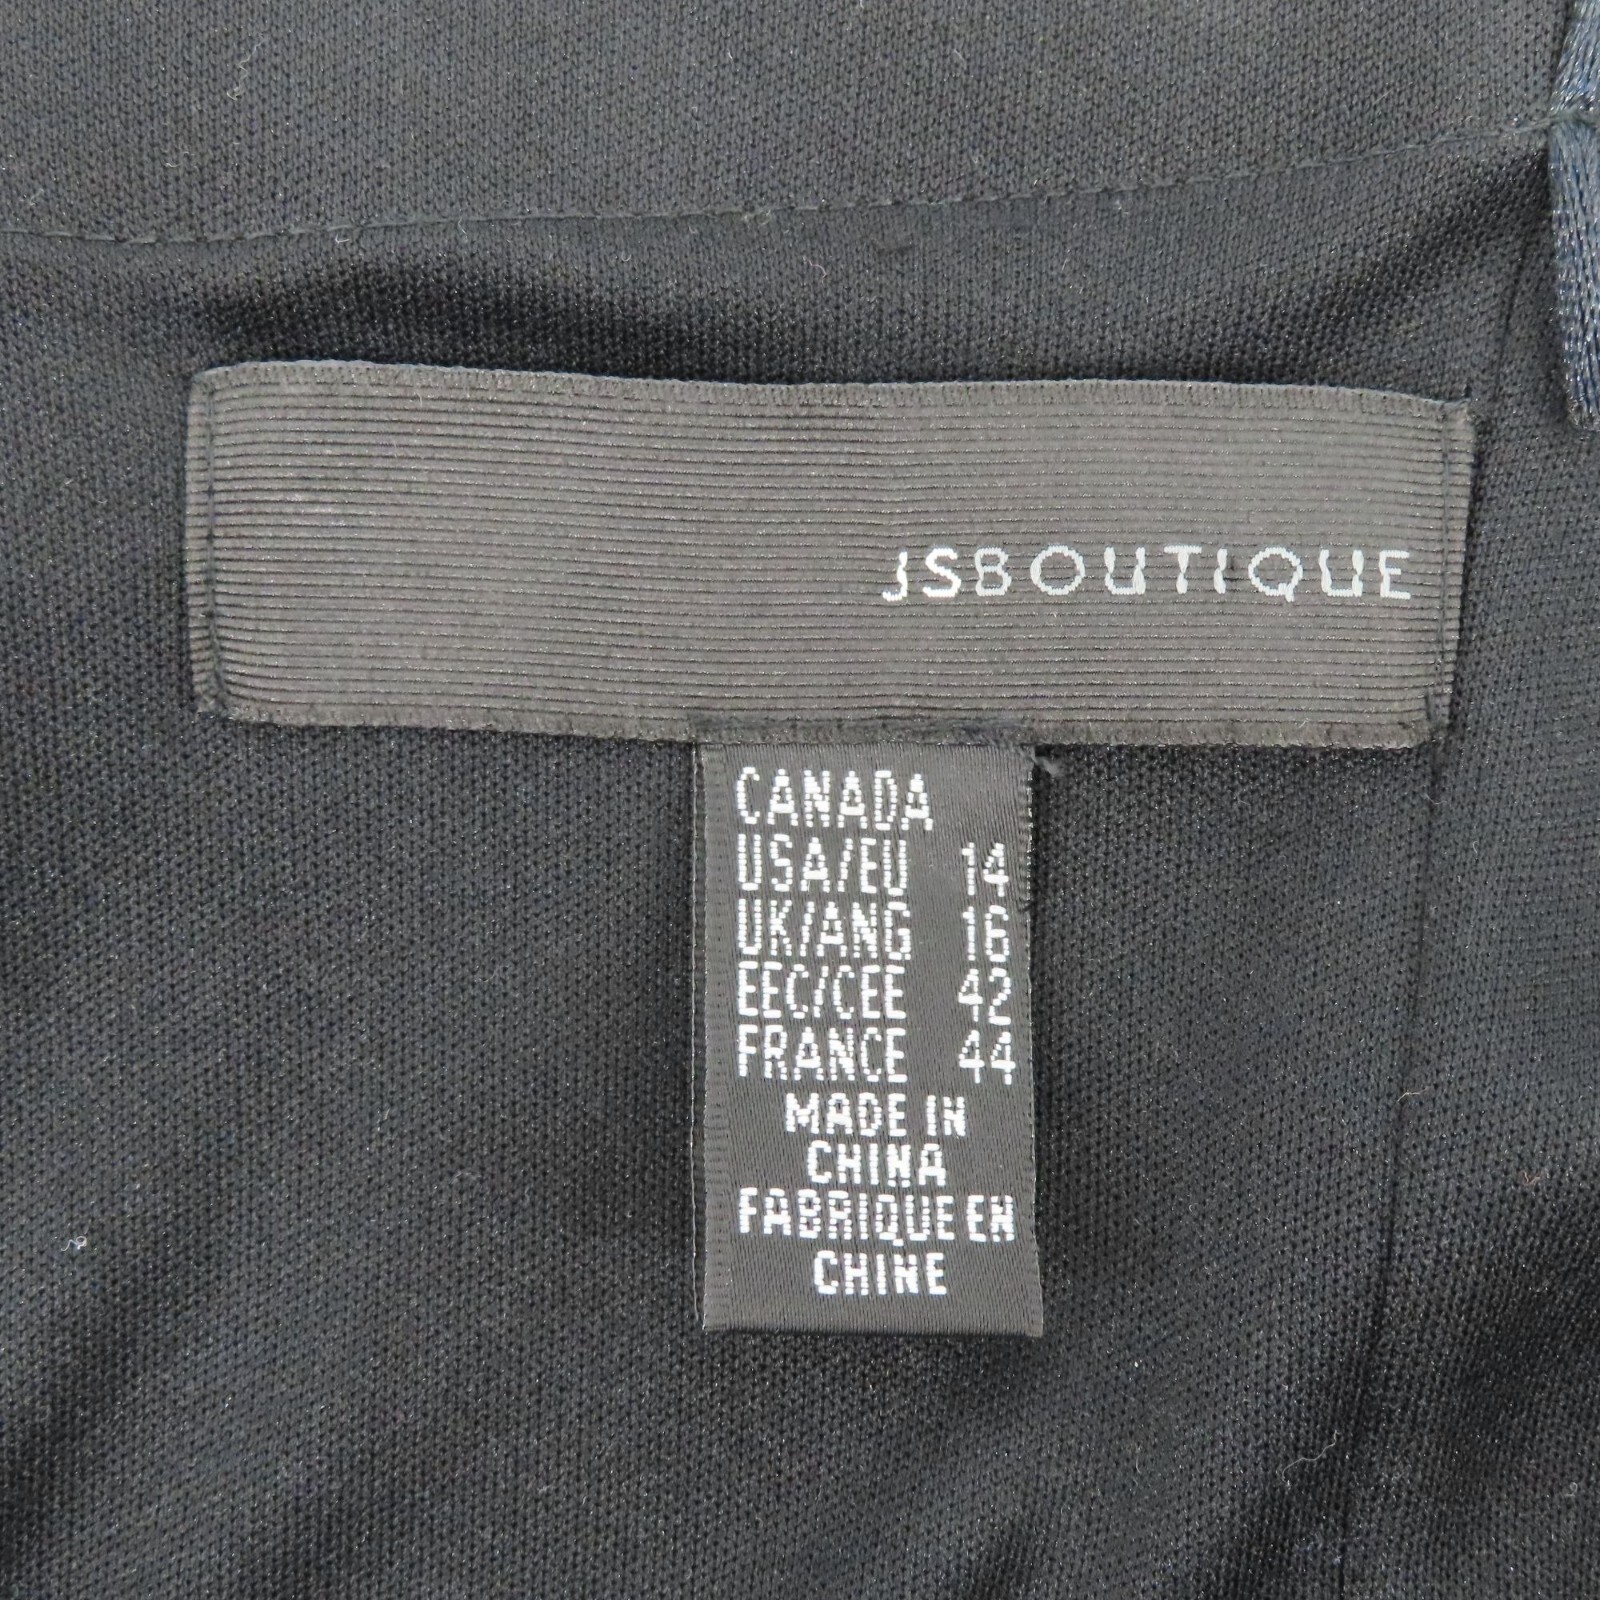 JSBOUTIQUE
CANADA
USA/EU 14
UK/ANG 16
EEC/CEE 42
FRANCE 44
MADE IN
CHINA
FABRIQUE EN
CHINE